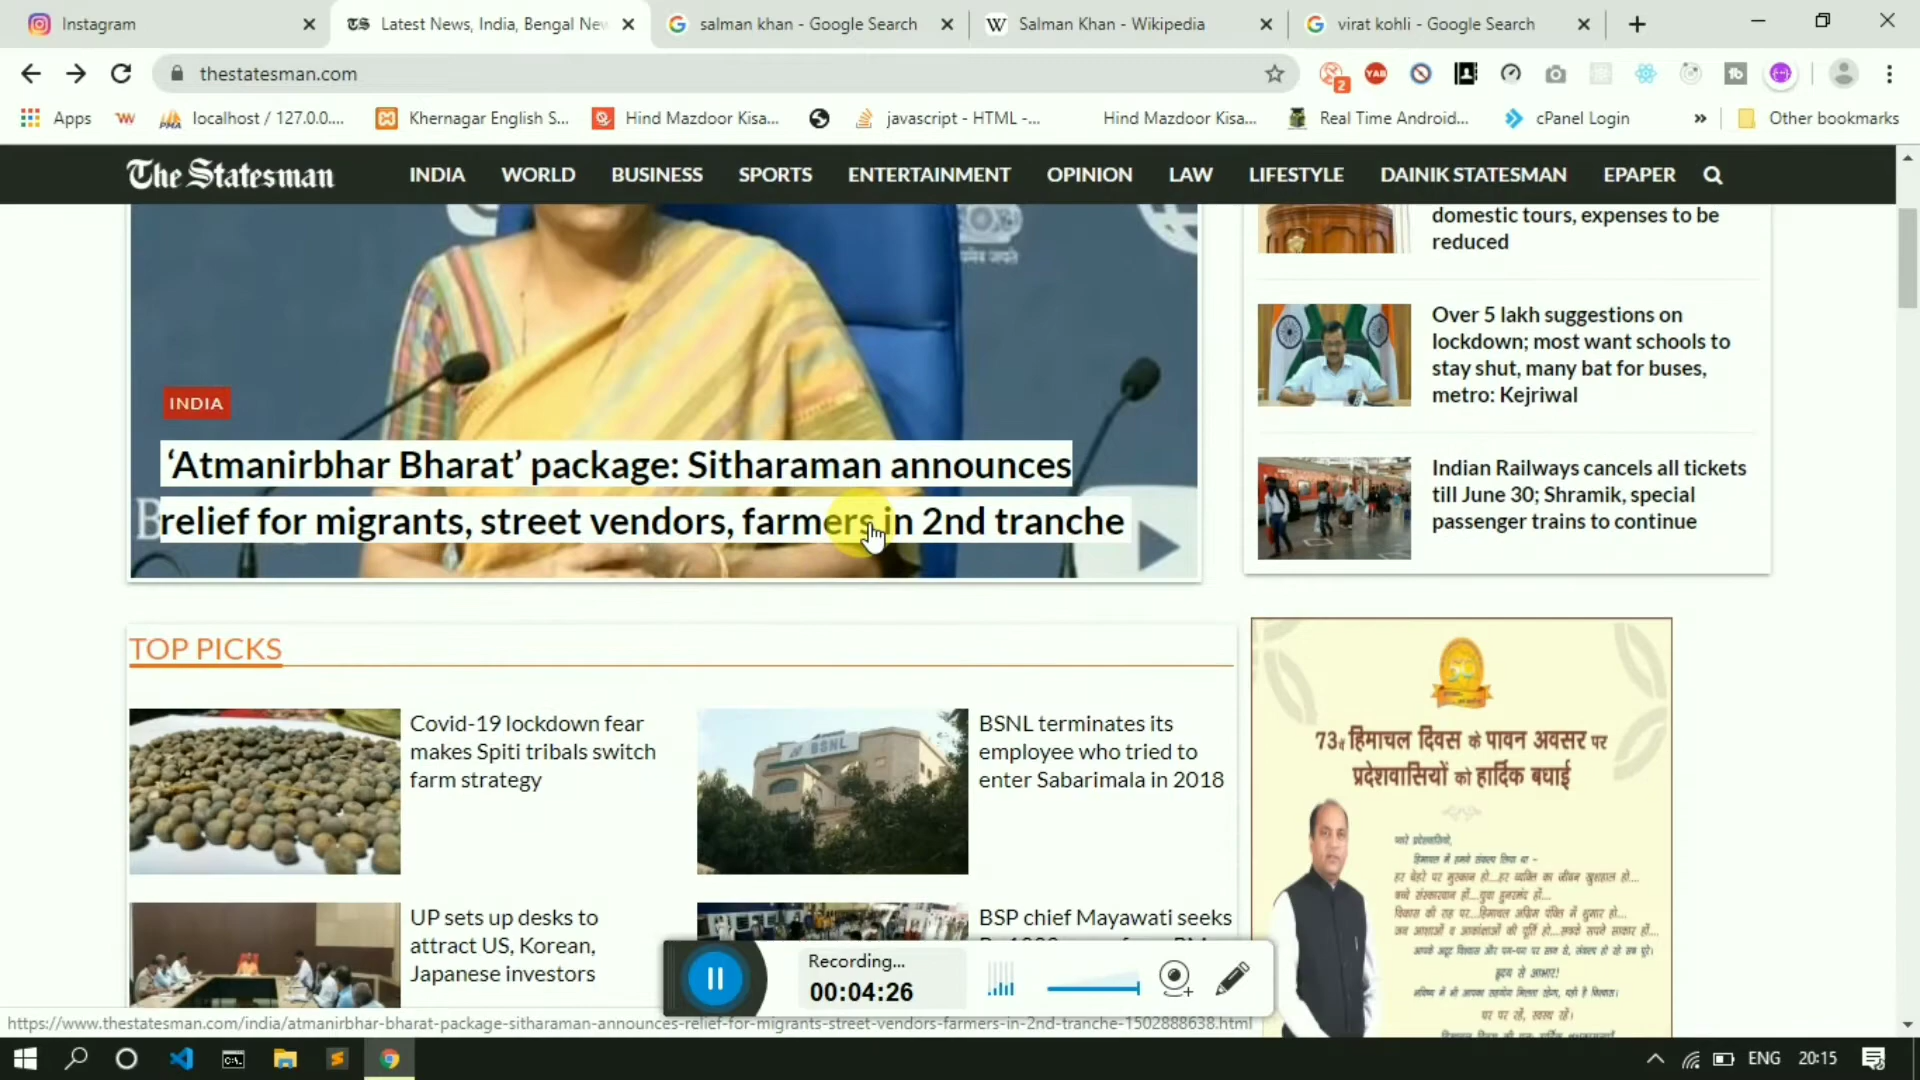 Instagram
Latest News, India, Bengal New
salman khan - Google Search
Salman Khan - Wikipedia
virat kohli - Google Search
thestatesman.com
2
YAB
Apps
localhost / 127.0.0....
Khernagar English S...
Hind Mazdoor Kisa...
javascript - HTML -...
Hind Mazdoor Kisa...
Real Time Android...
cPanel Login
Other bookmarks
The Statesman
INDIA
WORLD
BUSINESS
SPORTS
ENTERTAINMENT
OPINION
LAW
LIFESTYLE
DAINIK STATESMAN
EPAPER
INDIA
‘Atmanirbhar Bharat’ package: Sitharaman announces
relief for migrants, street vendors, farmers in 2nd tranche
domestic tours, expenses to be
reduced
Over 5 lakh suggestions on
lockdown; most want schools to
stay shut, many bat for buses,
metro: Kejriwal
Indian Railways cancels all tickets
till June 30; Shramik, special
passenger trains to continue
TOP PICKS
Covid-19 lockdown fear
makes Spiti tribals switch
farm strategy
BSNL
BSNL terminates its
employee who tried to
enter Sabarimala in 2018
UP sets up desks to
attract US, Korean,
Japanese investors
BSP chief Mayawati seeks
73वें हिमाचल दिवस के पावन अवसर पर
प्रदेशवासियों को हार्दिक बधाई
Recording...
00:04:26
https://www.thestatesman.com/india/atmanirbhar-bharat-package-sitharaman-announces-relief-for-migrants-street-vendors-farmers-in-2nd-tranche-1502888638.html
ENG
20:15